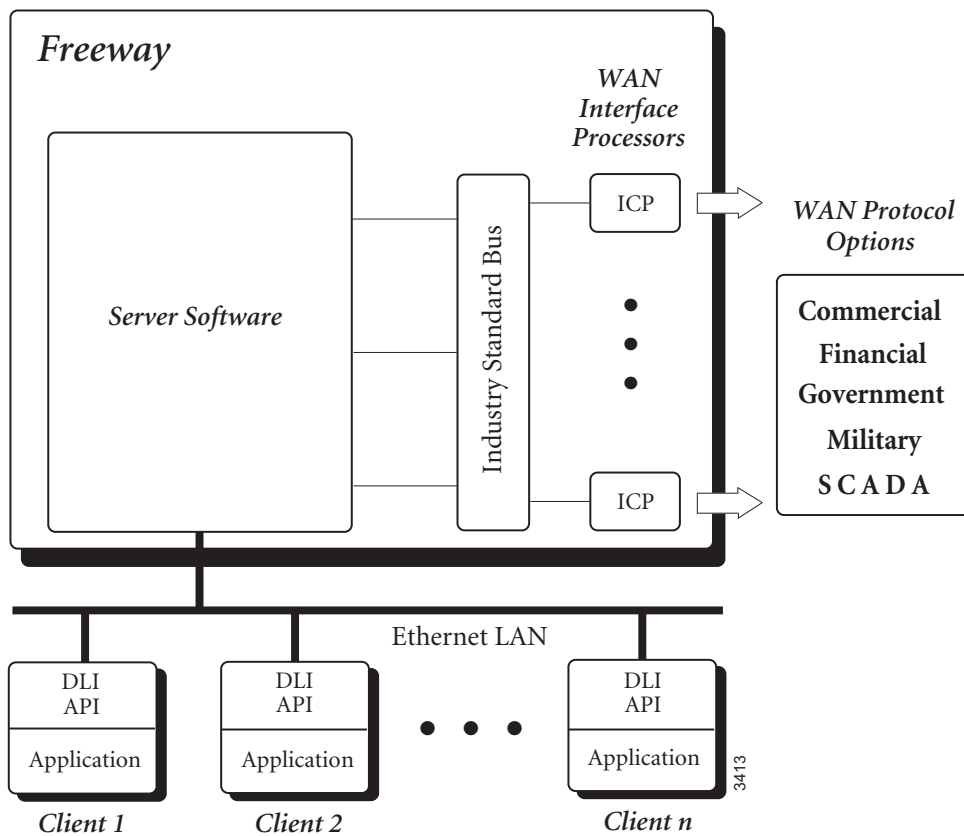 Freeway
WAN
Interface
Processors
Server Software
Industry Standard Bus
ICP
ICP
WAN Protocol
Options
Commercial
Financial
Government
Military
S C A D A
Ethernet LAN
DLI
API
Application
Client 1
DLI
API
Application
Client 2
DLI
API
Application
Client n
3413